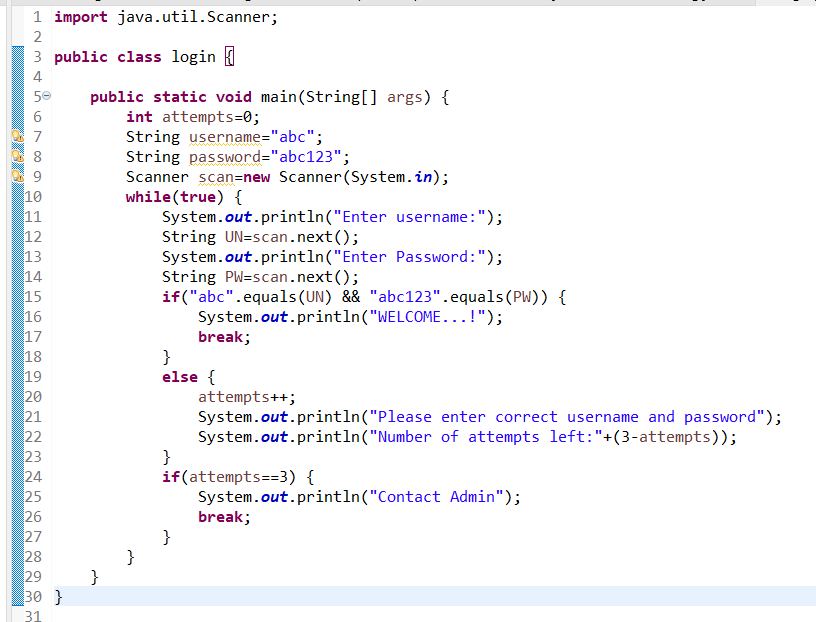 1 import java.util.Scanner;
2
3 public class login {
4
5 public static void main(String[] args) {
6 int attempts=0;
7 String username="abc";
8 String password="abc123";
9 Scanner scan=new Scanner(System.in);
10 while(true) {
11 System.out.println("Enter username:");
12 String UN=scan.next();
13 System.out.println("Enter Password:");
14 String PW=scan.next();
15 if("abc".equals(UN) && "abc123".equals(PW)) {
16 System.out.println("WELCOME...!");
17 break;
18 }
19 else {
20 attempts++;
21 System.out.println("Please enter correct username and password");
22 System.out.println("Number of attempts left:"+(3-attempts));
23 }
24 if(attempts==3) {
25 System.out.println("Contact Admin");
26 break;
27 }
28 }
29 }
30 }
31